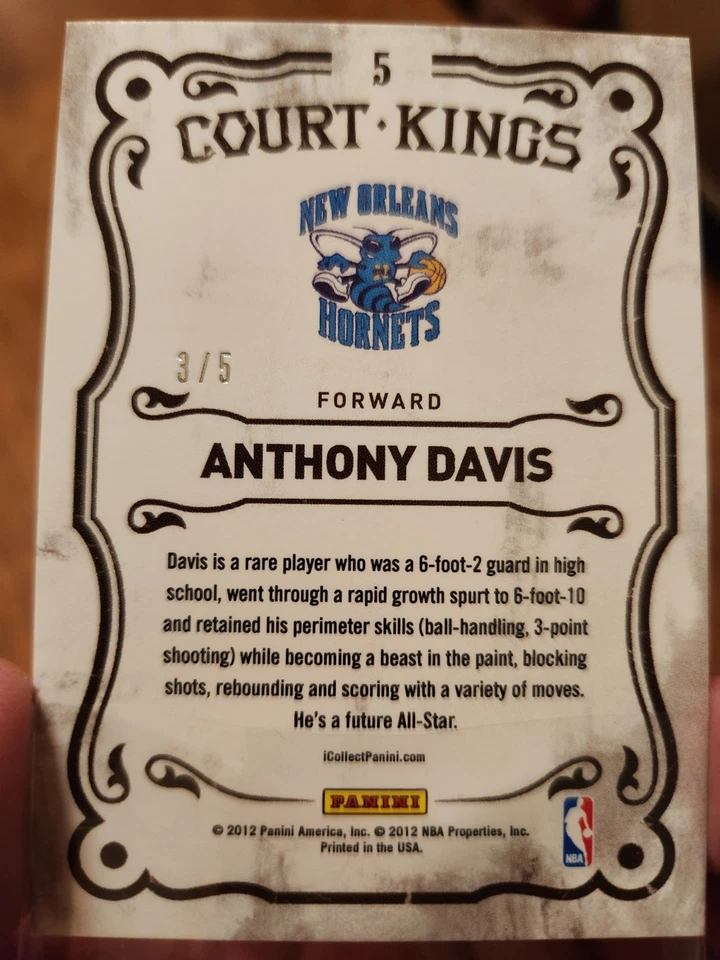 5
COURT · KINGS
NEW ORLEANS
HORNETS
3/5
FORWARD
ANTHONY DAVIS
Davis is a rare player who was a 6-foot-2 guard in high
school, went through a rapid growth spurt to 6-foot-10
and retained his perimeter skills (ball-handling, 3-point
shooting) while becoming a beast in the paint, blocking
shots, rebounding and scoring with a variety of moves.
He's a future All-Star.
iCollectPanini.com
PANINI
© 2012 Panini America, Inc. © 2012 NBA Properties, Inc.
Printed in the USA.
NBA